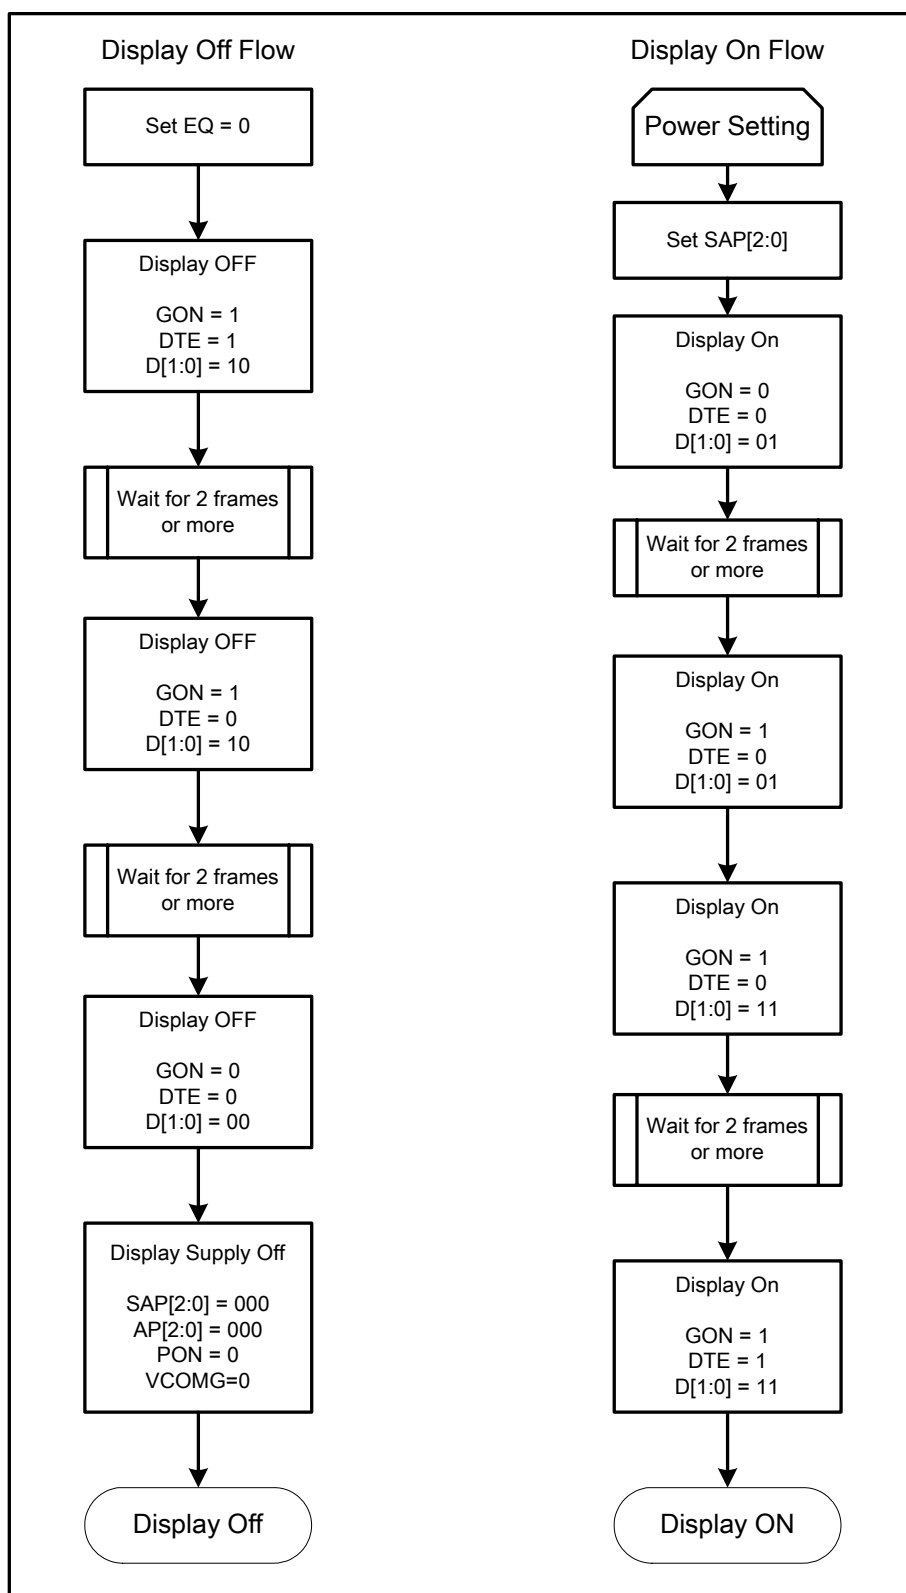 Display Off Flow
Set EQ = 0
Display OFF
GON = 1
DTE = 1
D[1:0] = 10
Wait for 2 frames
or more
Display OFF
GON = 1
DTE = 0
D[1:0] = 10
Wait for 2 frames
or more
Display OFF
GON = 0
DTE = 0
D[1:0] = 00
Display Supply Off
SAP[2:0] = 000
AP[2:0] = 000
PON = 0
VCOMG=0
Display Off
Display On Flow
Power Setting
Set SAP[2:0]
Display On
GON = 0
DTE = 0
D[1:0] = 01
Wait for 2 frames
or more
Display On
GON = 1
DTE = 0
D[1:0] = 01
Display On
GON = 1
DTE = 0
D[1:0] = 11
Wait for 2 frames
or more
Display On
GON = 1
DTE = 1
D[1:0] = 11
Display ON